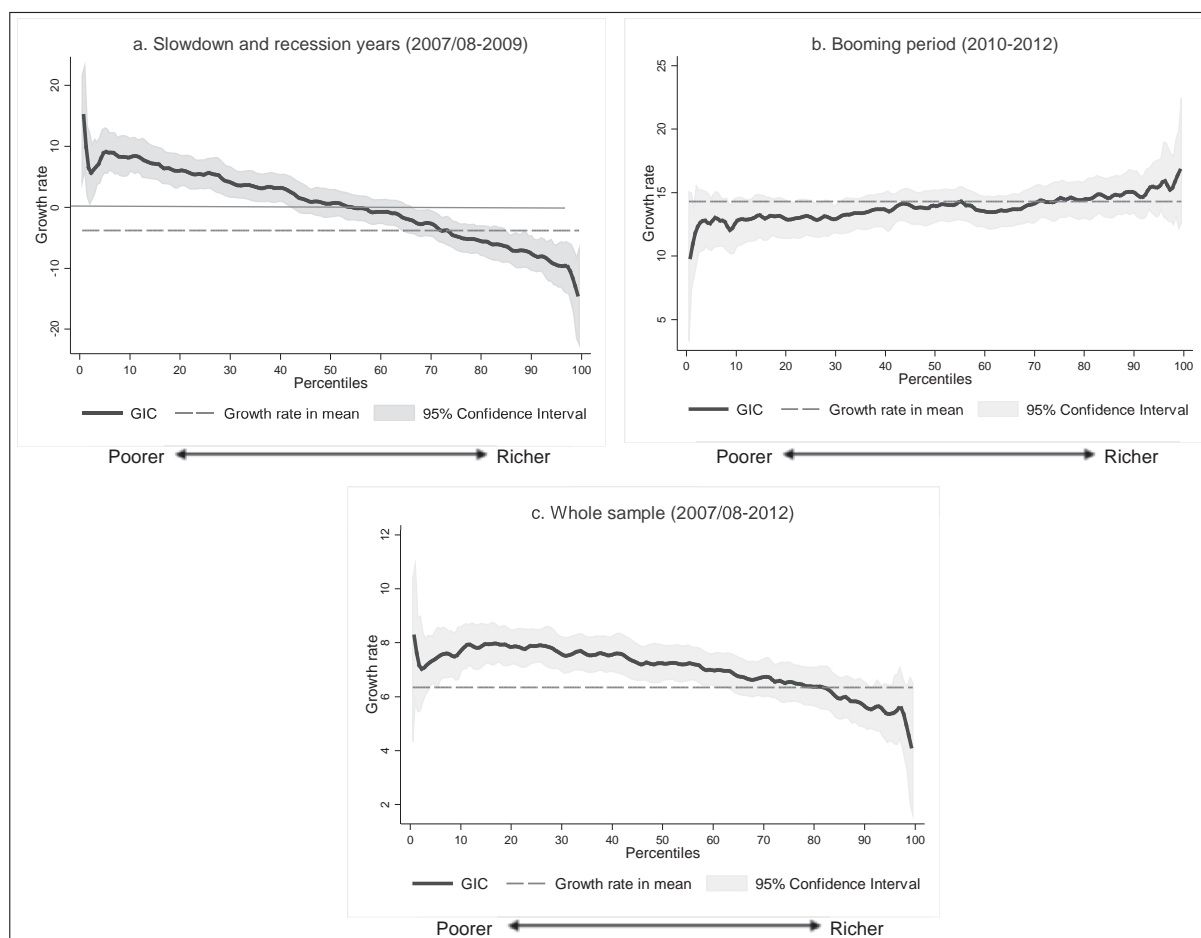 a. Slowdown and recession years (2007/08-2009)
Growth rate
20
10
0
-10
-20
0 10 20 30 40 50 60 70 80 90 100
Percentiles
GIC Growth rate in mean 95% Confidence Interval
Poorer Richer
b. Booming period (2010-2012)
Growth rate
25
20
15
10
5
0 10 20 30 40 50 60 70 80 90 100
Percentiles
GIC Growth rate in mean 95% Confidence Interval
Poorer Richer
c. Whole sample (2007/08-2012)
Growth rate
12
10
8
6
4
2
0 10 20 30 40 50 60 70 80 90 100
Percentiles
GIC Growth rate in mean 95% Confidence Interval
Poorer Richer